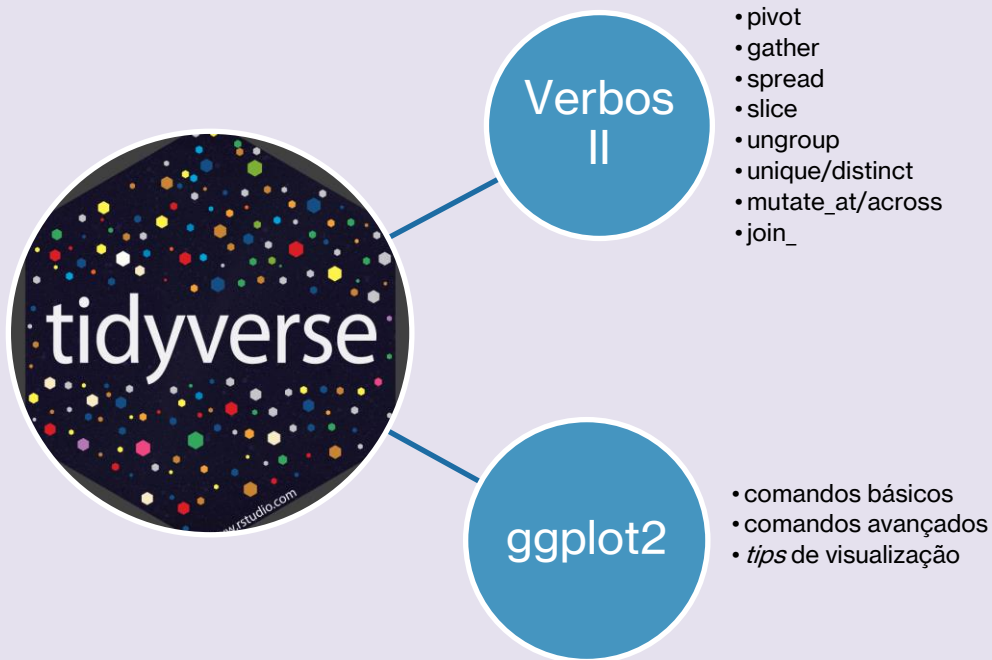 tidyverse
www.rstudio.com
Verbos
II
• pivot
• gather
• spread
• slice
• ungroup
• unique/distinct
• mutate_at/across
• join_
ggplot2
• comandos básicos
• comandos avançados
• tips de visualização